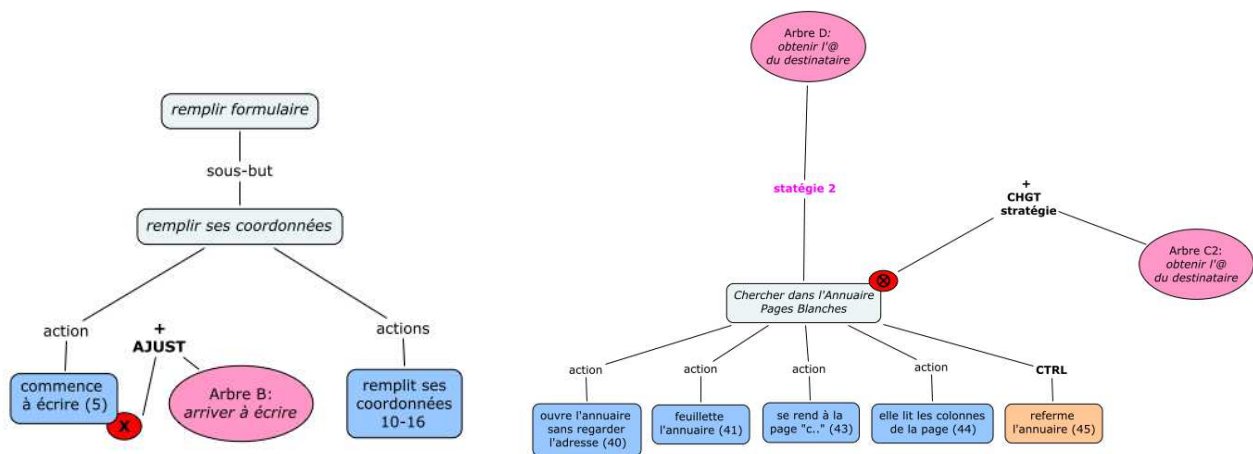 remplir formulaire
sous-but
remplir ses coordonnées
action
+
AJUST
actions
commence
à écrire (5)
X
Arbre B:
arriver à écrire
remplit ses
coordonnées
10-16
Arbre D:
obtenir l'@
du destinataire
statégie 2
+
CHGT
stratégie
Arbre C2:
obtenir l'@
du destinataire
Chercher dans l'Annuaire
Pages Blanches
action
action
action
action
CTRL
ouvre l'annuaire
sans regarder
l'adresse (40)
feuillette
l'annuaire (41)
se rend à la
page "c.." (43)
elle lit les colonnes
de la page (44)
referme
l'annuaire (45)